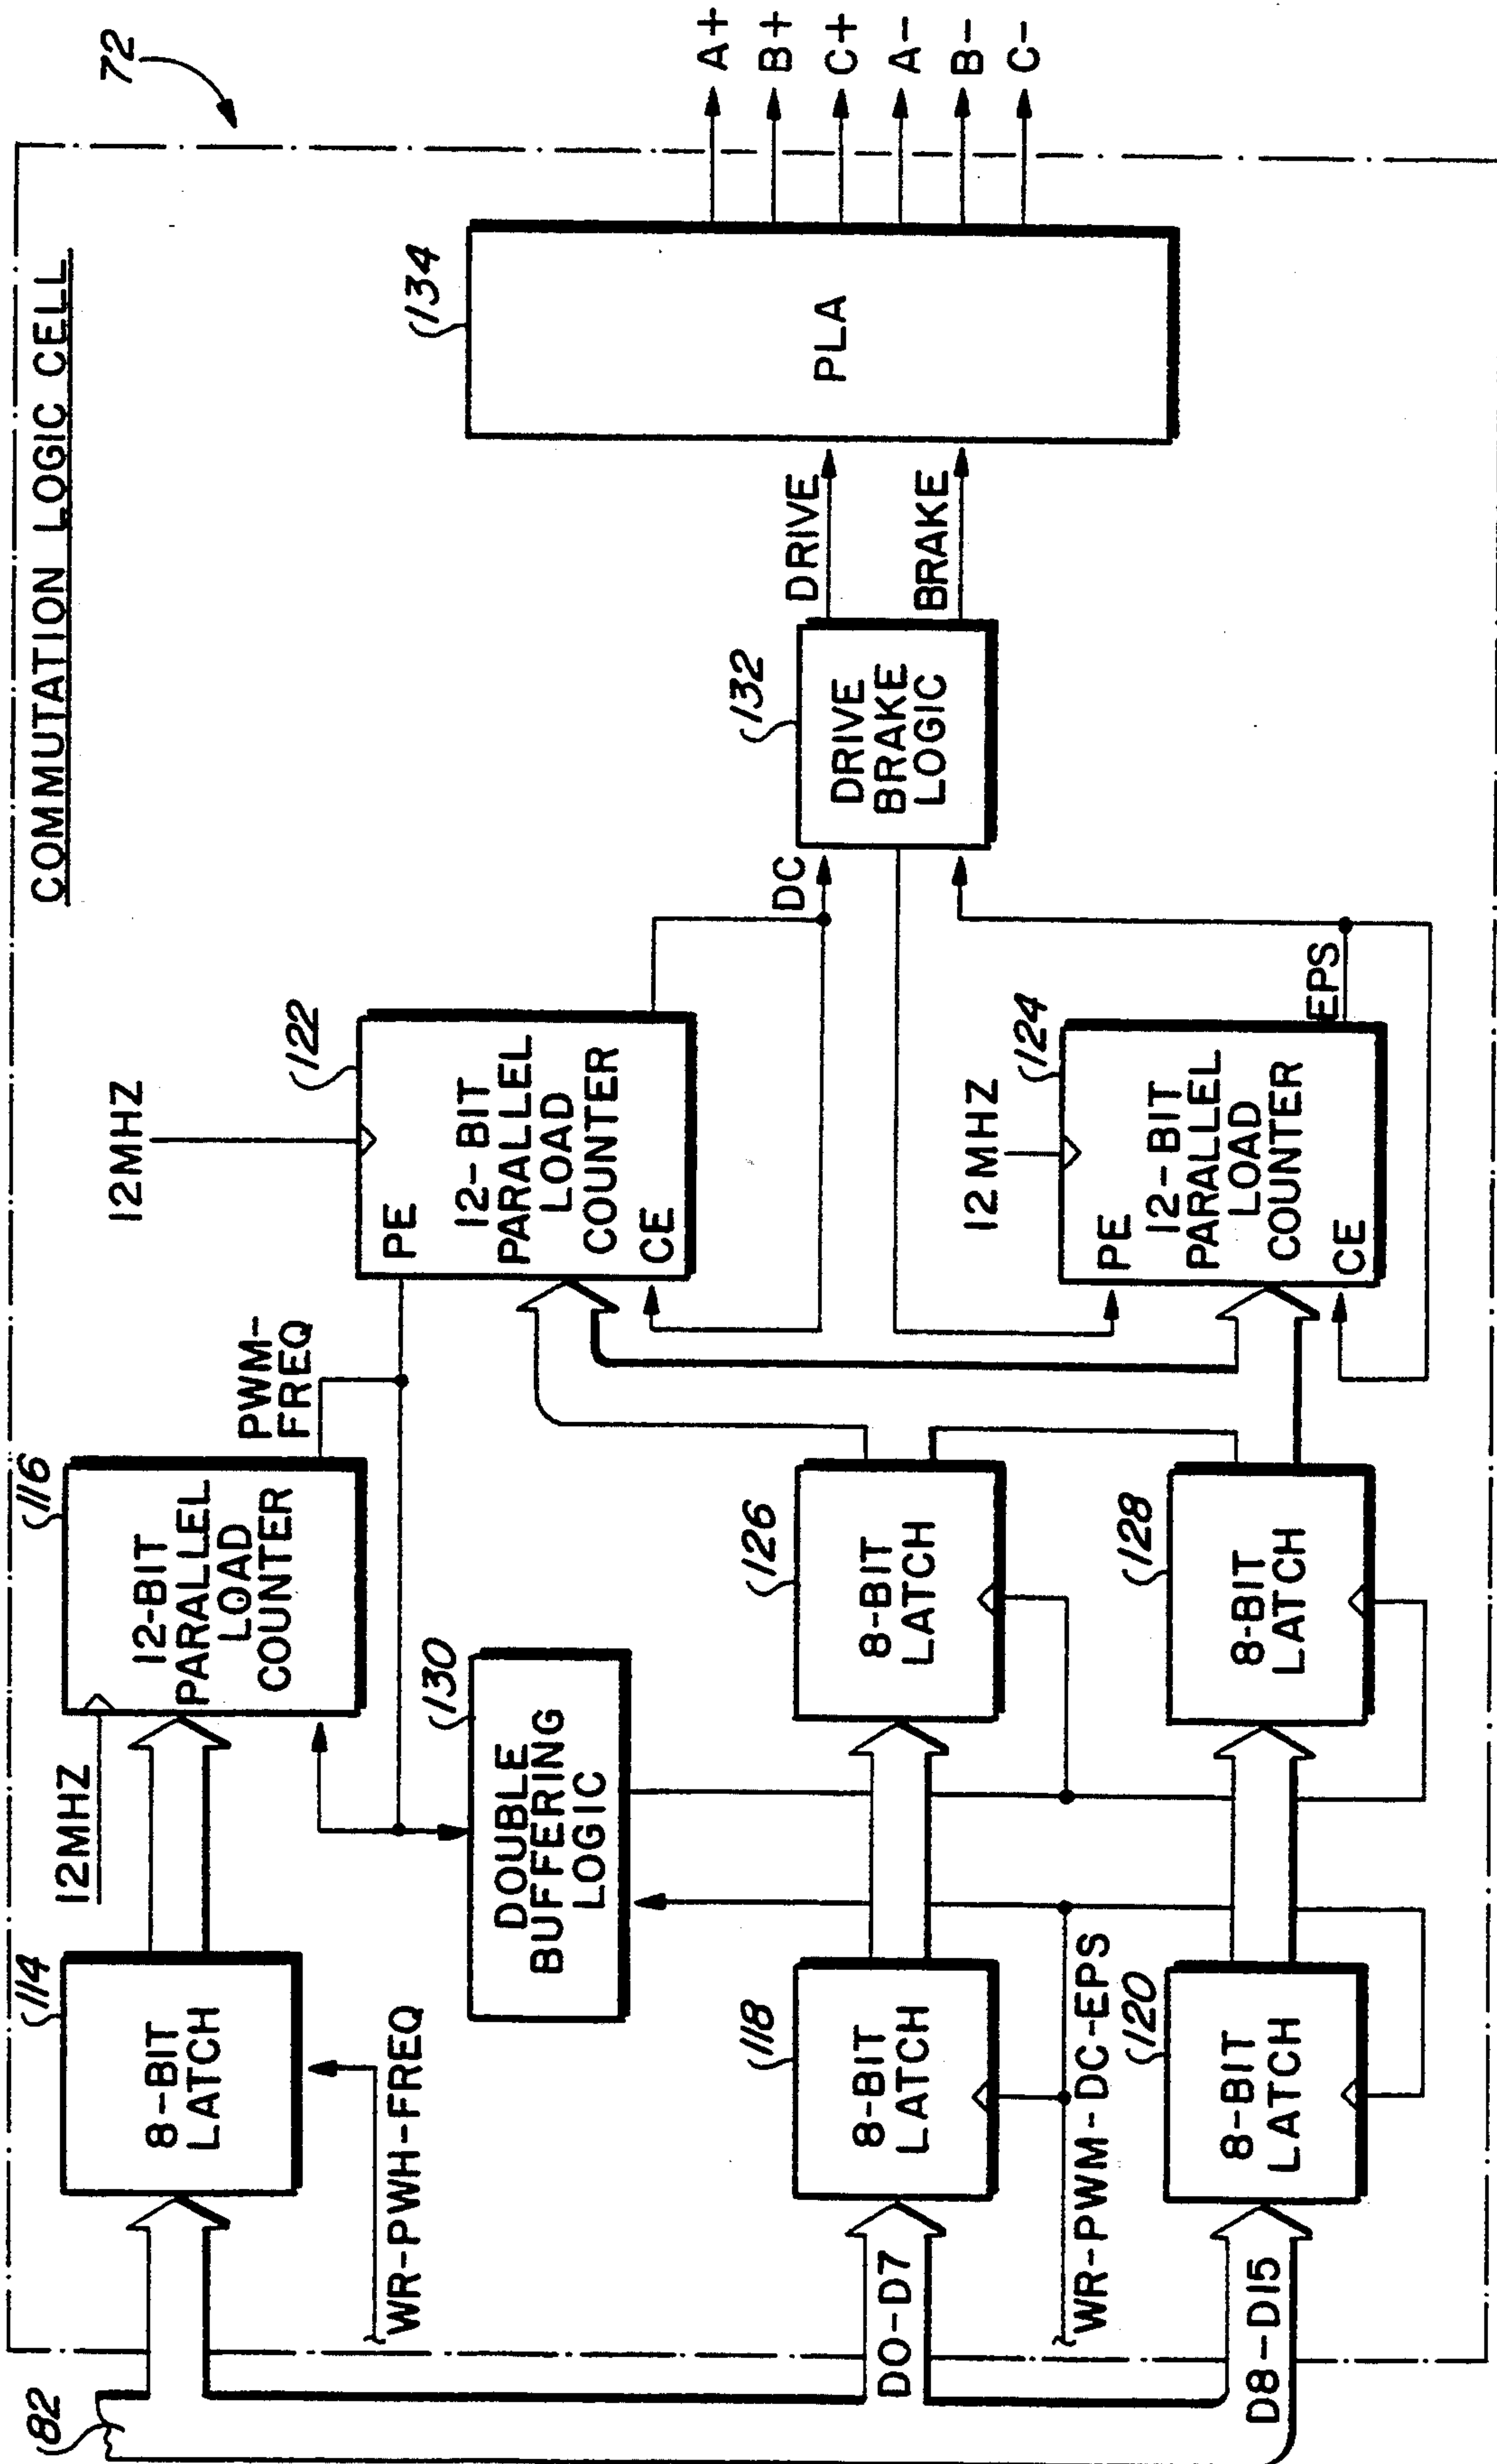 COMMUTATION LOGIC CELL
72
82
114
8-BIT
LATCH
WR-PWH-FREQ
12MHZ
116
12-BIT
PARALLEL
LOAD
COUNTER
PWM-
FREQ
12MHZ
122
PE
12-BIT
PARALLEL
LOAD
COUNTER
CE
DC
130
DOUBLE
BUFFERING
LOGIC
132
DRIVE
BRAKE
LOGIC
DRIVE
BRAKE
134
PLA
A+
B+
C+
A-
B-
C-
D0-D7
118
8-BIT
LATCH
126
8-BIT
LATCH
WR-PWM-DC-EPS
D8-D15
120
8-BIT
LATCH
128
8-BIT
LATCH
12MHZ
124
PE
12-BIT
PARALLEL
LOAD
COUNTER
CE
EPS